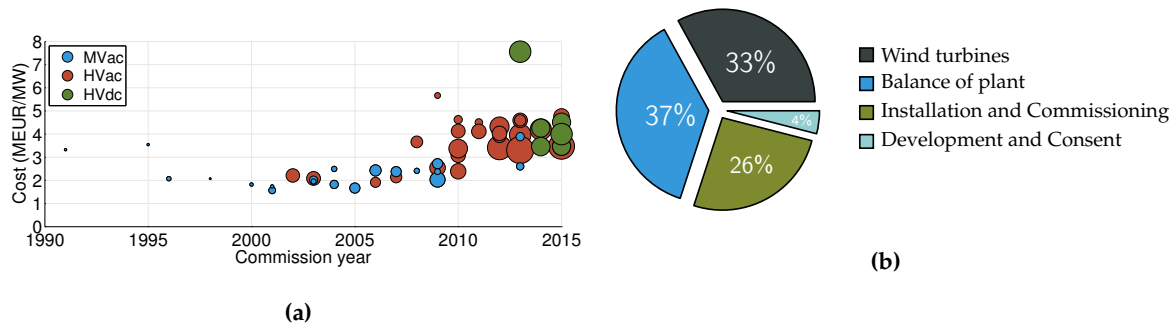 Cost (MEUR/MW)
8
7
6
5
4
3
2
1
0
MVac
HVac
HVdc
1990
1995
2000
2005
2010
2015
Commission year
(a)
33%
37%
26%
4%
Wind turbines
Balance of plant
Installation and Commissioning
Development and Consent
(b)